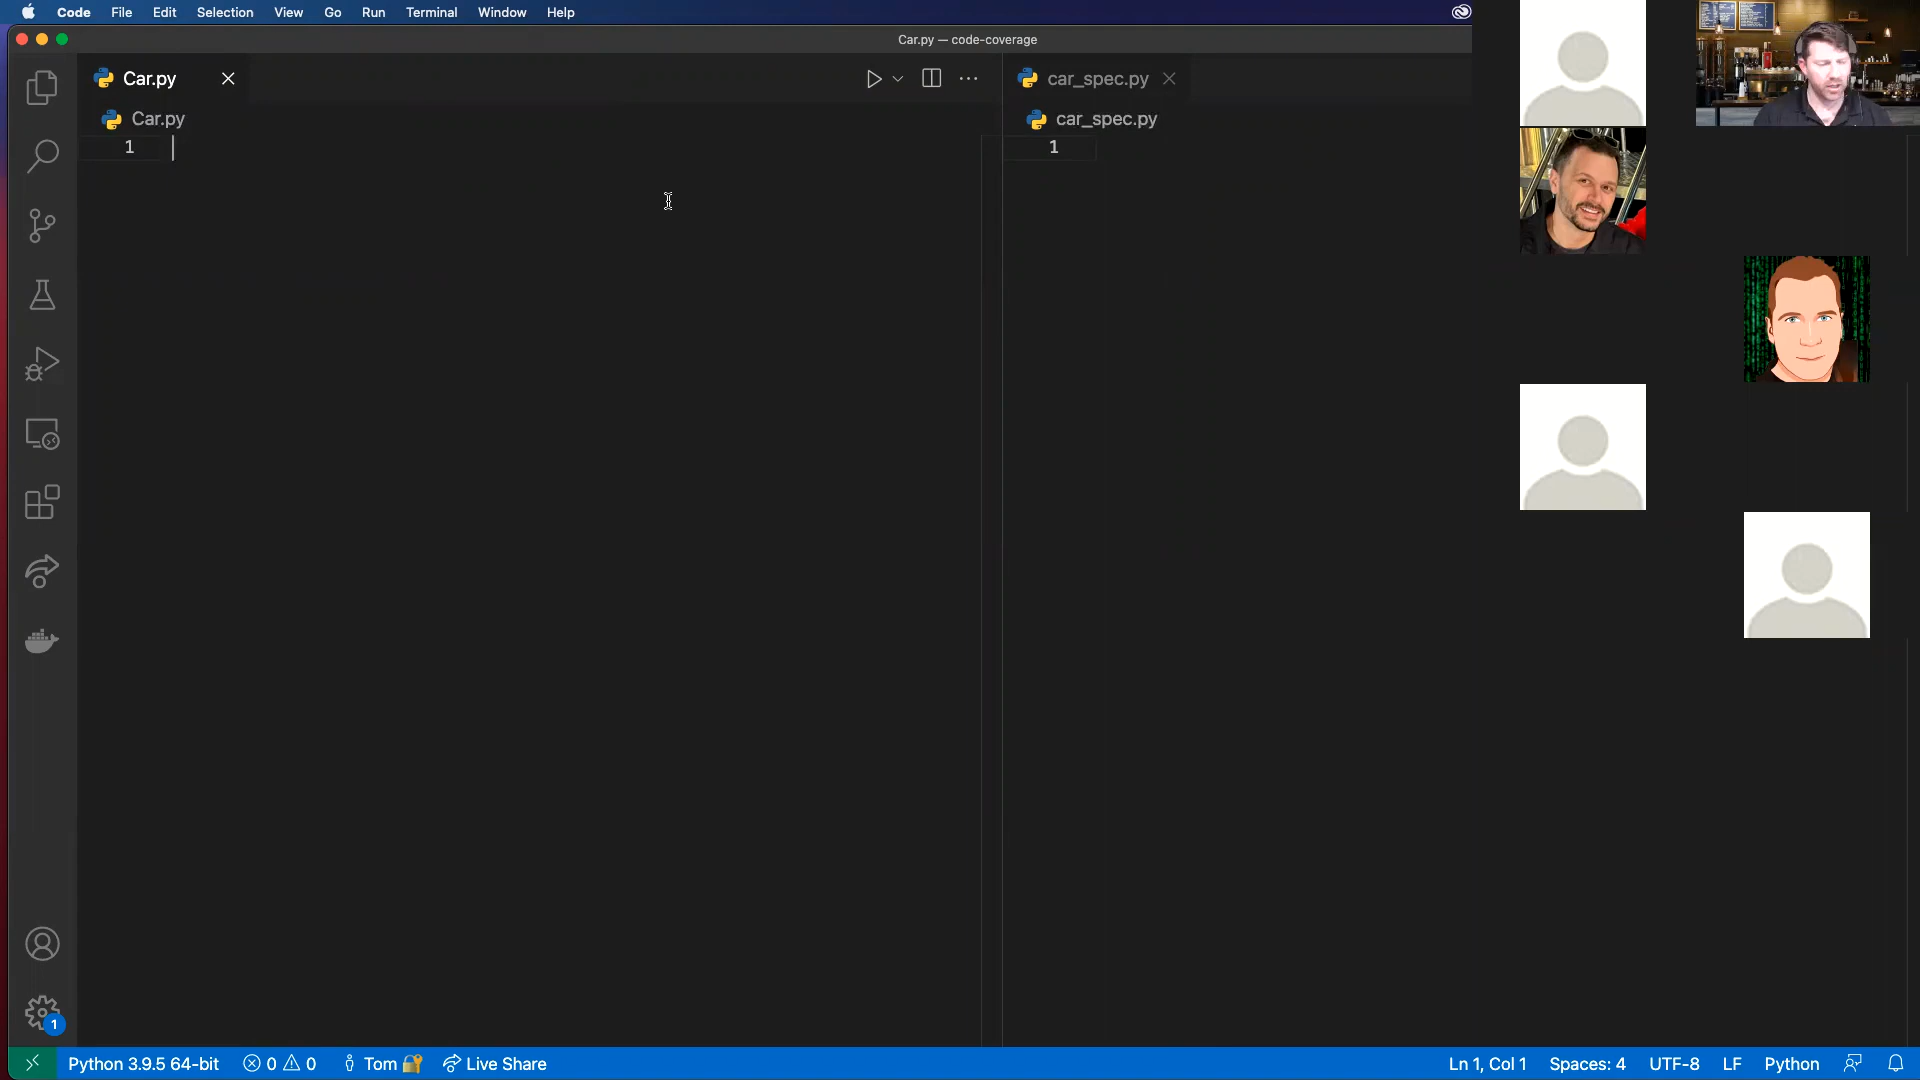 Code File Edit Selection View Go Run Terminal Window Help
Car.py — code-coverage
Car.py
car_spec.py
Car.py
car_spec.py
1
1
1
Python 3.9.5 64-bit 0 0 Tom Live Share Ln 1, Col 1 Spaces: 4 UTF-8 LF Python